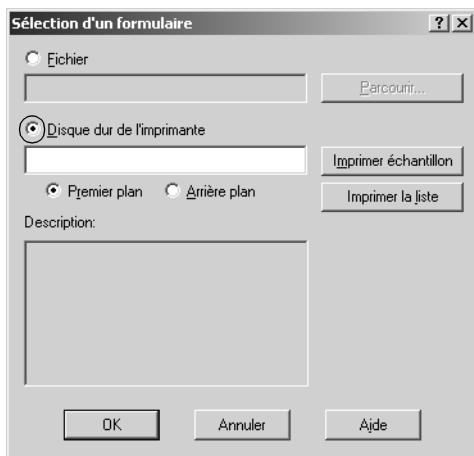 Sélection d'un formulaire
Fichier
Parcourir...
Disque dur de l'imprimante
Imprimer échantillon
Premier plan Arrière plan
Imprimer la liste
Description:
OK Annuler Aide